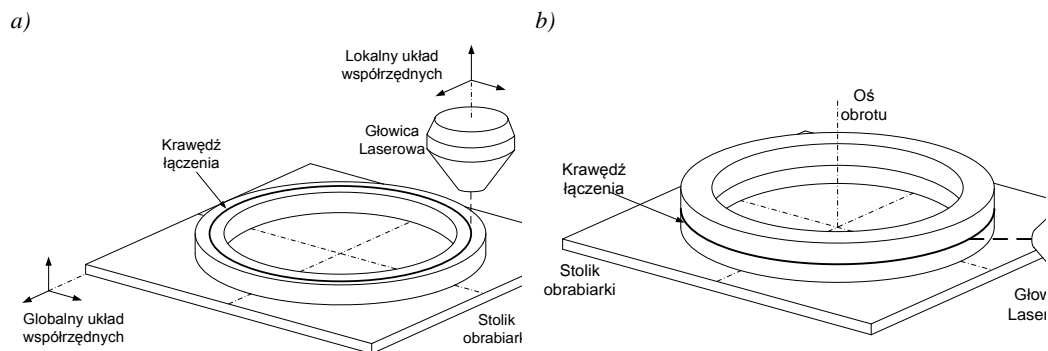 a)
Lokalny układ
współrzędnych
Głowica
Laserowa
Krawędź
łączenia
Globalny układ
współrzędnych
Stolik
b)
Oś
obrotu
Krawędź
łączenia
Stolik
obrabiarki